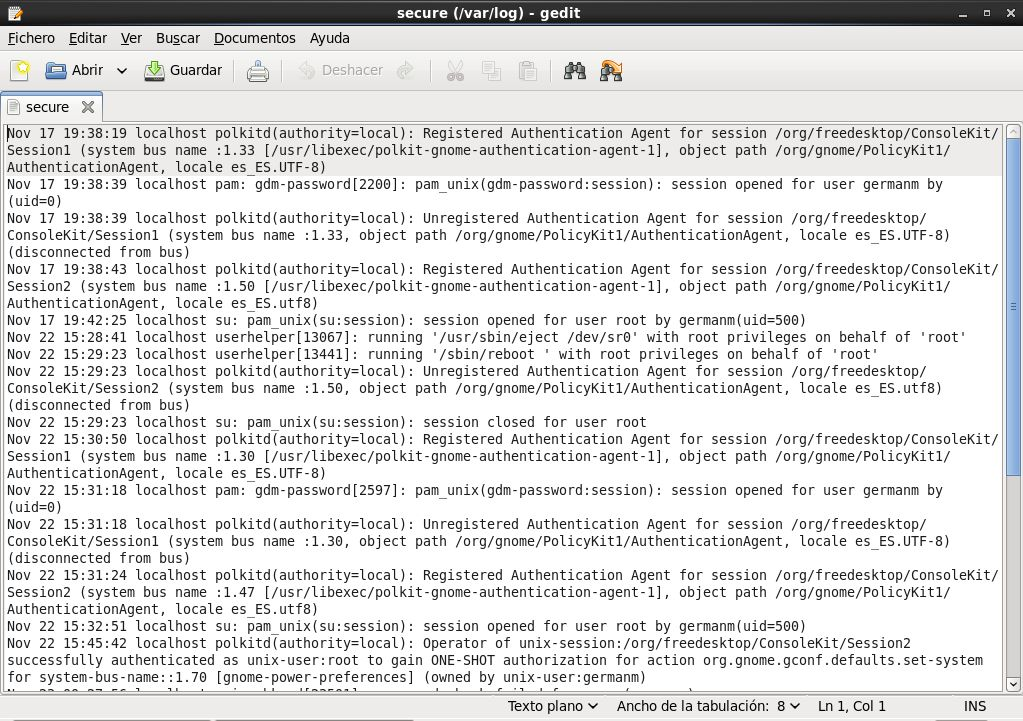 secure (/var/log) - gedit
Fichero Editar Ver Buscar Documentos Ayuda
Abrir Guardar Deshacer
secure
Nov 17 19:38:19 localhost polkitd(authority=local): Registered Authentication Agent for session /org/freedesktop/ConsoleKit/
Session1 (system bus name :1.33 [/usr/libexec/polkit-gnome-authentication-agent-1], object path /org/gnome/PolicyKit1/
AuthenticationAgent, locale es_ES.UTF-8)
Nov 17 19:38:39 localhost pam: gdm-password[2200]: pam_unix(gdm-password:session): session opened for user germanm by
(uid=0)
Nov 17 19:38:39 localhost polkitd(authority=local): Unregistered Authentication Agent for session /org/freedesktop/
ConsoleKit/Session1 (system bus name :1.33, object path /org/gnome/PolicyKit1/AuthenticationAgent, locale es_ES.UTF-8)
(disconnected from bus)
Nov 17 19:38:43 localhost polkitd(authority=local): Registered Authentication Agent for session /org/freedesktop/ConsoleKit/
Session2 (system bus name :1.50 [/usr/libexec/polkit-gnome-authentication-agent-1], object path /org/gnome/PolicyKit1/
AuthenticationAgent, locale es_ES.utf8)
Nov 17 19:42:25 localhost su: pam_unix(su:session): session opened for user root by germanm(uid=500)
Nov 22 15:28:41 localhost userhelper[13067]: running '/usr/sbin/eject /dev/sr0' with root privileges on behalf of 'root'
Nov 22 15:29:23 localhost userhelper[13441]: running '/sbin/reboot ' with root privileges on behalf of 'root'
Nov 22 15:29:23 localhost polkitd(authority=local): Unregistered Authentication Agent for session /org/freedesktop/
ConsoleKit/Session2 (system bus name :1.50, object path /org/gnome/PolicyKit1/AuthenticationAgent, locale es_ES.utf8)
(disconnected from bus)
Nov 22 15:29:23 localhost su: pam_unix(su:session): session closed for user root
Nov 22 15:30:50 localhost polkitd(authority=local): Registered Authentication Agent for session /org/freedesktop/ConsoleKit/
Session1 (system bus name :1.30 [/usr/libexec/polkit-gnome-authentication-agent-1], object path /org/gnome/PolicyKit1/
AuthenticationAgent, locale es_ES.UTF-8)
Nov 22 15:31:18 localhost pam: gdm-password[2597]: pam_unix(gdm-password:session): session opened for user germanm by
(uid=0)
Nov 22 15:31:18 localhost polkitd(authority=local): Unregistered Authentication Agent for session /org/freedesktop/
ConsoleKit/Session1 (system bus name :1.30, object path /org/gnome/PolicyKit1/AuthenticationAgent, locale es_ES.UTF-8)
(disconnected from bus)
Nov 22 15:31:24 localhost polkitd(authority=local): Registered Authentication Agent for session /org/freedesktop/ConsoleKit/
Session2 (system bus name :1.47 [/usr/libexec/polkit-gnome-authentication-agent-1], object path /org/gnome/PolicyKit1/
AuthenticationAgent, locale es_ES.utf8)
Nov 22 15:32:51 localhost su: pam_unix(su:session): session opened for user root by germanm(uid=500)
Nov 22 15:45:42 localhost polkitd(authority=local): Operator of unix-session:/org/freedesktop/ConsoleKit/Session2
successfully authenticated as unix-user:root to gain ONE-SHOT authorization for action org.gnome.gconf.defaults.set-system
for system-bus-name::1.70 [gnome-power-preferences] (owned by unix-user:germanm)
Texto plano Ancho de la tabulación: 8 Ln 1, Col 1 INS